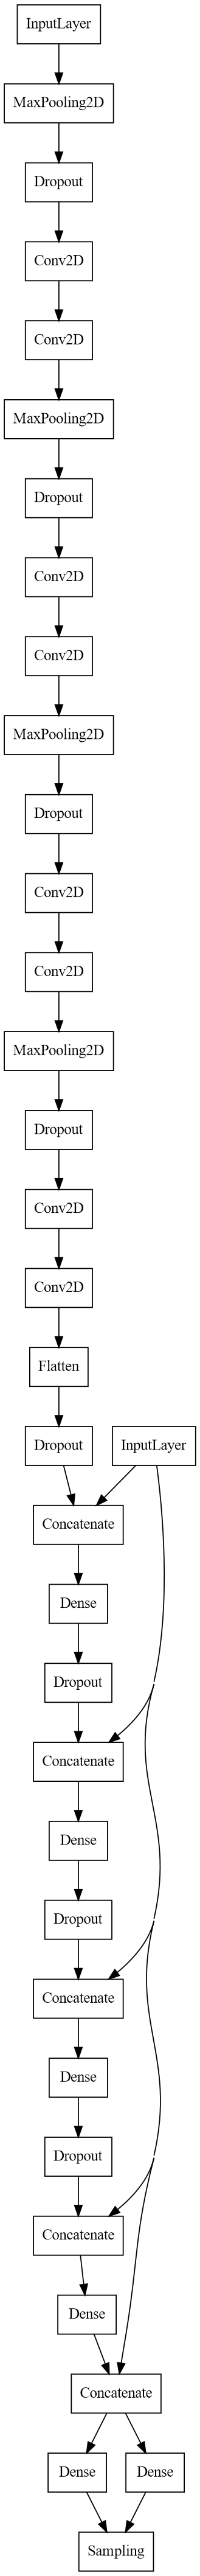 InputLayer
MaxPooling2D
Dropout
Conv2D
Conv2D
MaxPooling2D
Dropout
Conv2D
Conv2D
MaxPooling2D
Dropout
Conv2D
Conv2D
MaxPooling2D
Dropout
Conv2D
Conv2D
Flatten
Dropout InputLayer
Concatenate
Dense
Dropout
Concatenate
Dense
Dropout
Concatenate
Dense
Dropout
Concatenate
Dense
Concatenate
Dense Dense
Sampling